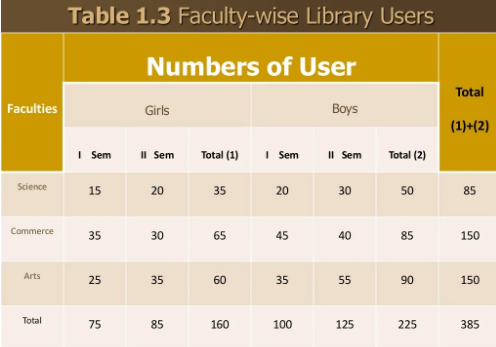 Table 1.3 Faculty-wise Library Users
Faculties Numbers of User Total (1)+(2)
Girls Boys
I Sem II Sem Total (1) I Sem II Sem Total (2)
Science 15 20 35 20 30 50 85
Commerce 35 30 65 45 40 85 150
Arts 25 35 60 35 55 90 150
Total 75 85 160 100 125 225 385